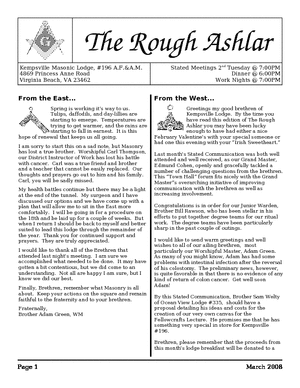 The Rough Ashlar
Kempsville Masonic Lodge, #196 A.F.&A.M.
4869 Princess Anne Road
Virginia Beach, VA 23462
Stated Meetings 2nd Tuesday @ 7:00PM
Dinner @ 6:00PM
Work Nights @ 7:00PM
From the East...
Spring is working it's way to us.
Tulips, daffodils, and day-lillies are
starting to emerge. Temperatures are
trying to get warmer, and the rain is
starting to fall in earnest. It is this
hope of renewal that keeps us all going.
I am sorry to start this on a sad note, but Masonry
has lost a true brother. Worshipful Girl Thompson,
our District Instructor of Work has lost his battle
with cancer. Gurl was a true friend and brother
and a teacher that cannot be easily replaced. Our
thoughts and prayers go out to him and his family.
Gurl, you will be sadly missed.
My health battles continue but there may be a light
at the end of the tunnel. My surgeon and I have
discussed our options and we have come up with a
plan that will allow me to sit in the East more
comfortably. I will be going in for a procedure on
the 18th and be laid up for a couple of weeks. But
when I return I should be back to myself and well
suited to lead this lodge through the remainder of
the year. Thank you for the continued support and
prayers. They are truly appreciated.
I would like to thank all of the Brethren that
attended last night's meeting. I am sure we
accomplished what needed to be done. It may have
gotten a bit contentious, but we did come to an
understanding. Not all are happy I am sure, but I
know we did our best.
Finally, Brethren, remember what Masonry is all
about. Keep your actions on the square and remain
faithful to the fraternity and to your brethren.
Fraternally,
Brother Adam Green, WM
From the West...
Greetings my good brethren of
Kempsville Lodge. By the time you
have read this edition of The Rough
Ashlar you may have been lucky
enough to have had either a nice
February Valentine's with your special someone or
had one this evening with your "Irish Sweetheart."
Last month's Stated Communication was both well
attended and well received, as our Grand Master,
Edmund Cohen, openly and gracefully tackled a
number of challenging questions from the brethren.
This "Town Hall" forum fits nicely with the Grand
Master's overarching initiative of improving
communication with the brethren as well as
increasing involvement.
Congratulations is in order for our Junior Warden,
Brother Bill Rawson, who has been stellar in his
efforts to put together degree teams for our ritual
work. The degree teams have been particularly
sharp in the past couple of outings.
I would like to send warm greetings and well
wishes to all of our ailing brethren, most
particularly our Worshipful Master, Adam Green.
As many of you might know, Adam has had some
problems with intestinal infection after the reversal
of his colostomy. The preliminary news, however,
is quite favorable in that there is no evidence of any
kind of return of colon cancer. Get well soon
Adam!
By this Stated Communication, Brother Sam Welty
of Ocean View Lodge #335, should have a
proposal detailing his ideas and costs for the
creation of our very own canvas for the
Fellowcrafts Lecture. He promises me that he has
something very special in store for Kempsville
#196.
Brethren, please remember that the proceeds from
this month's lodge breakfast will be donated to a
Page 1
March 2008